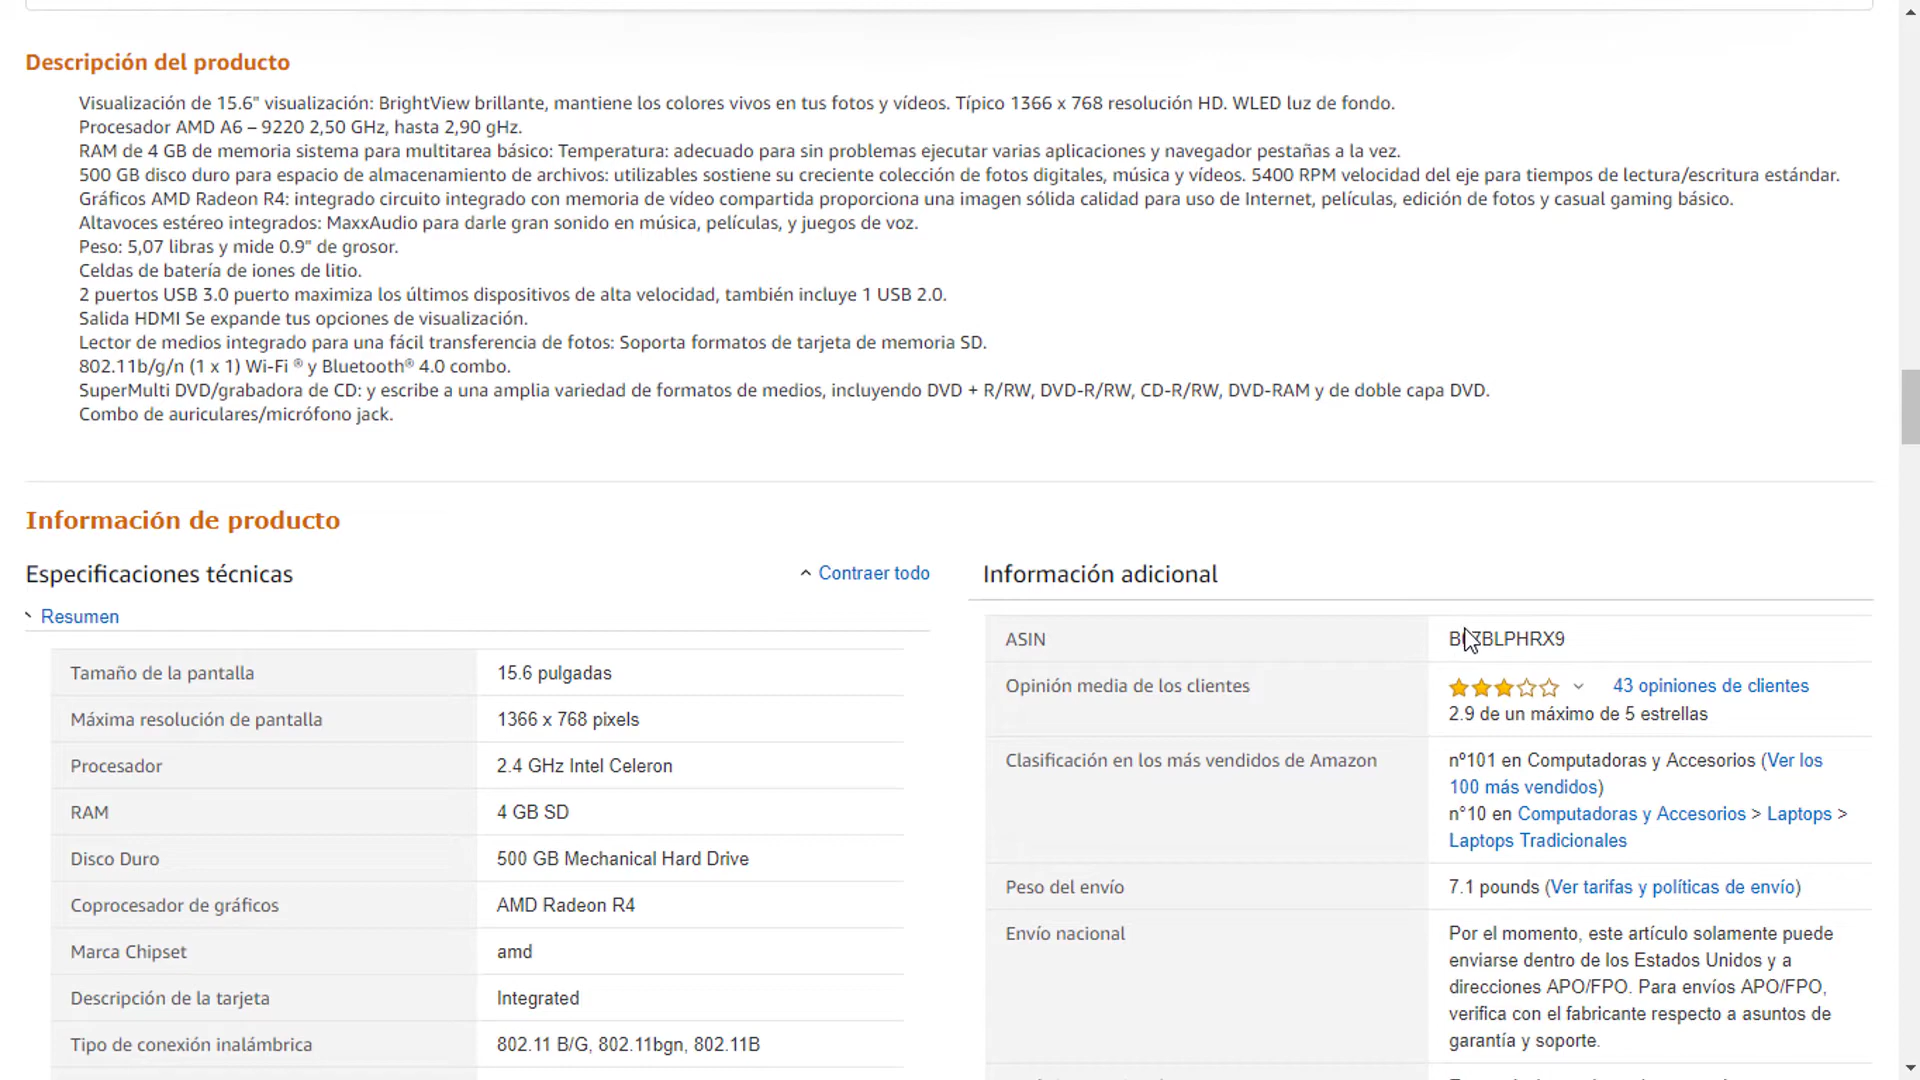 Descripción del producto
Visualización de 15.6" visualización: BrightView brillante, mantiene los colores vivos en tus fotos y vídeos. Típico 1366 x 768 resolución HD. WLED luz de fondo.
Procesador AMD A6 – 9220 2,50 GHz, hasta 2,90 gHz.
RAM de 4 GB de memoria sistema para multitarea básico: Temperatura: adecuado para sin problemas ejecutar varias aplicaciones y navegador pestañas a la vez.
500 GB disco duro para espacio de almacenamiento de archivos: utilizables sostiene su creciente colección de fotos digitales, música y vídeos. 5400 RPM velocidad del eje para tiempos de lectura/escritura estándar.
Gráficos AMD Radeon R4: integrado circuito integrado con memoria de vídeo compartida proporciona una imagen sólida calidad para uso de Internet, películas, edición de fotos y casual gaming básico.
Altavoces estéreo integrados: MaxxAudio para darle gran sonido en música, películas, y juegos de voz.
Peso: 5,07 libras y mide 0.9" de grosor.
Celdas de batería de iones de litio.
2 puertos USB 3.0 puerto maximiza los últimos dispositivos de alta velocidad, también incluye 1 USB 2.0.
Salida HDMI Se expande tus opciones de visualización.
Lector de medios integrado para una fácil transferencia de fotos: Soporta formatos de tarjeta de memoria SD.
802.11b/g/n (1 x 1) Wi-Fi ® y Bluetooth® 4.0 combo.
SuperMulti DVD/grabadora de CD: y escribe a una amplia variedad de formatos de medios, incluyendo DVD + R/RW, DVD-R/RW, CD-R/RW, DVD-RAM y de doble capa DVD.
Combo de auriculares/micrófono jack.
Información de producto
Especificaciones técnicas
Contraer todo
Resumen
Tamaño de la pantalla 15.6 pulgadas
Máxima resolución de pantalla 1366 x 768 pixels
Procesador 2.4 GHz Intel Celeron
RAM 4 GB SD
Disco Duro 500 GB Mechanical Hard Drive
Coprocesador de gráficos AMD Radeon R4
Marca Chipset amd
Descripción de la tarjeta Integrated
Tipo de conexión inalámbrica 802.11 B/G, 802.11bgn, 802.11B
Información adicional
ASIN
Opinión media de los clientes 43 opiniones de clientes
2.9 de un máximo de 5 estrellas
Clasificación en los más vendidos de Amazon nº101 en Computadoras y Accesorios (Ver los
100 más vendidos)
n°10 en Computadoras y Accesorios > Laptops >
Laptops Tradicionales
Peso del envío 7.1 pounds (Ver tarifas y políticas de envío)
Envío nacional Por el momento, este artículo solamente puede
enviarse dentro de los Estados Unidos y a
direcciones APO/FPO. Para envíos APO/FPO,
verifica con el fabricante respecto a asuntos de
garantía y soporte.